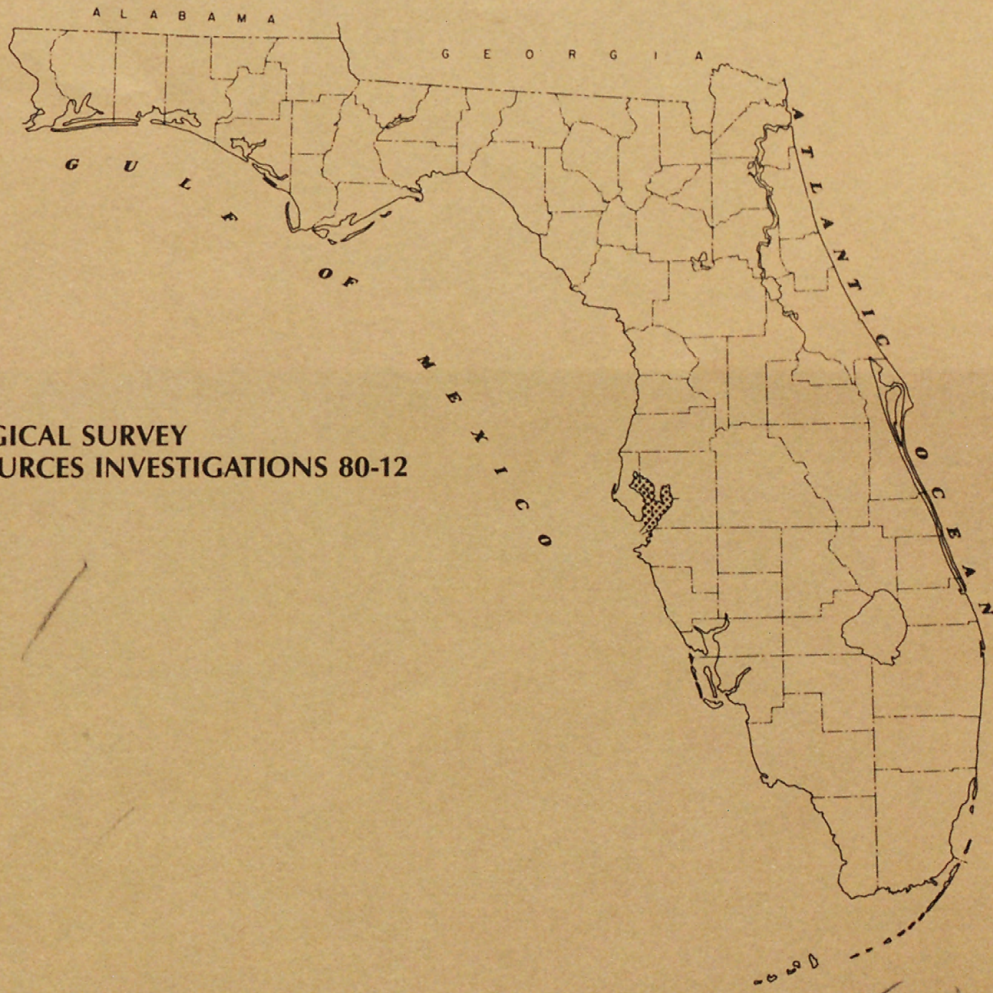 ALABAMA
GEORGIA
ATLANTIC OCEAN
GULF OF MEXICO
GICAL SURVEY
URCES INVESTIGATIONS 80-12